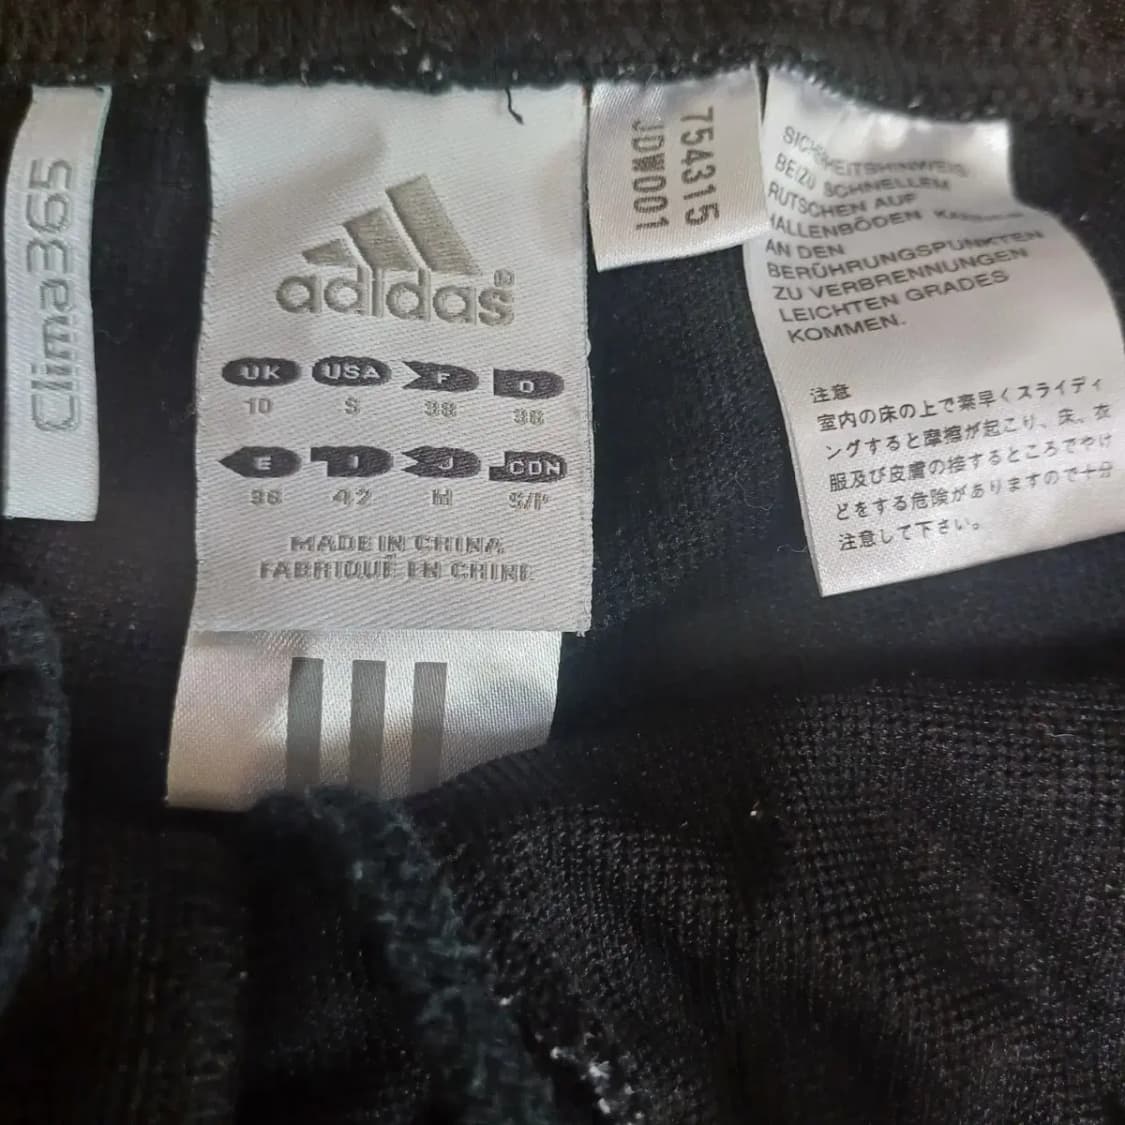 Clima365
adidas®
UK USA F D
10 S 38 36
E I J CDN
38 42 M S/P
MADE IN CHINA
FABRIQUÉ EN CHINE
754315
JDW001
SICHERHEITSHINWEIS
BEI ZU SCHNELLEM
RUTSCHEN AUF
HALLENBÖDEN KANN
AN DEN
BERÜHRUNGSPUNKTEN
ZU VERBRENNUNGEN
LEICHTEN GRADES
KOMMEN.
注意
室内の床の上で素早くスライディ
ングすると摩擦が起こり、床、衣
服及び皮膚の接するところでやけ
どをする危険がありますので十分
注意して下さい。